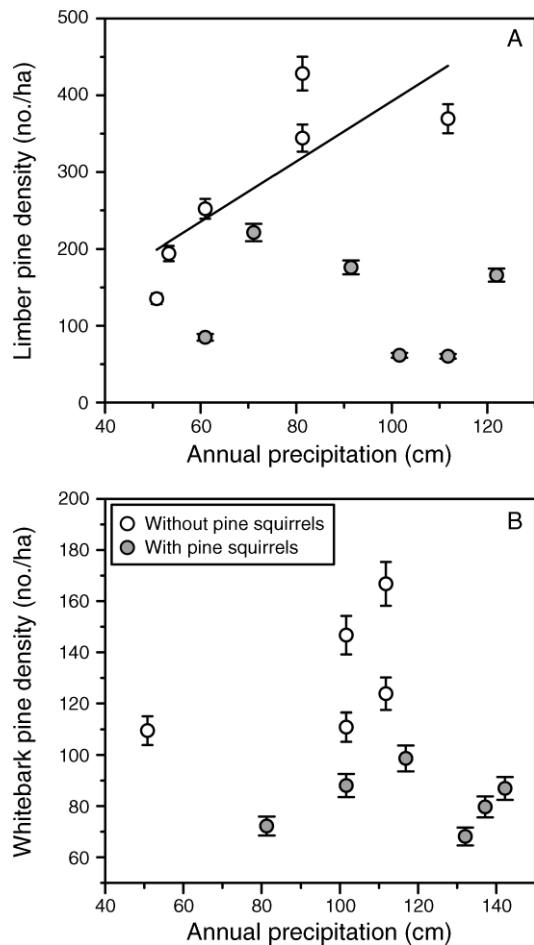 A
Limber pine density (no./ha)
500
400
300
200
100
0
40 60 80 100 120
Annual precipitation (cm)
B
Without pine squirrels
With pine squirrels
Whitebark pine density (no./ha)
200
180
160
140
120
100
80
60
40 60 80 100 120 140
Annual precipitation (cm)